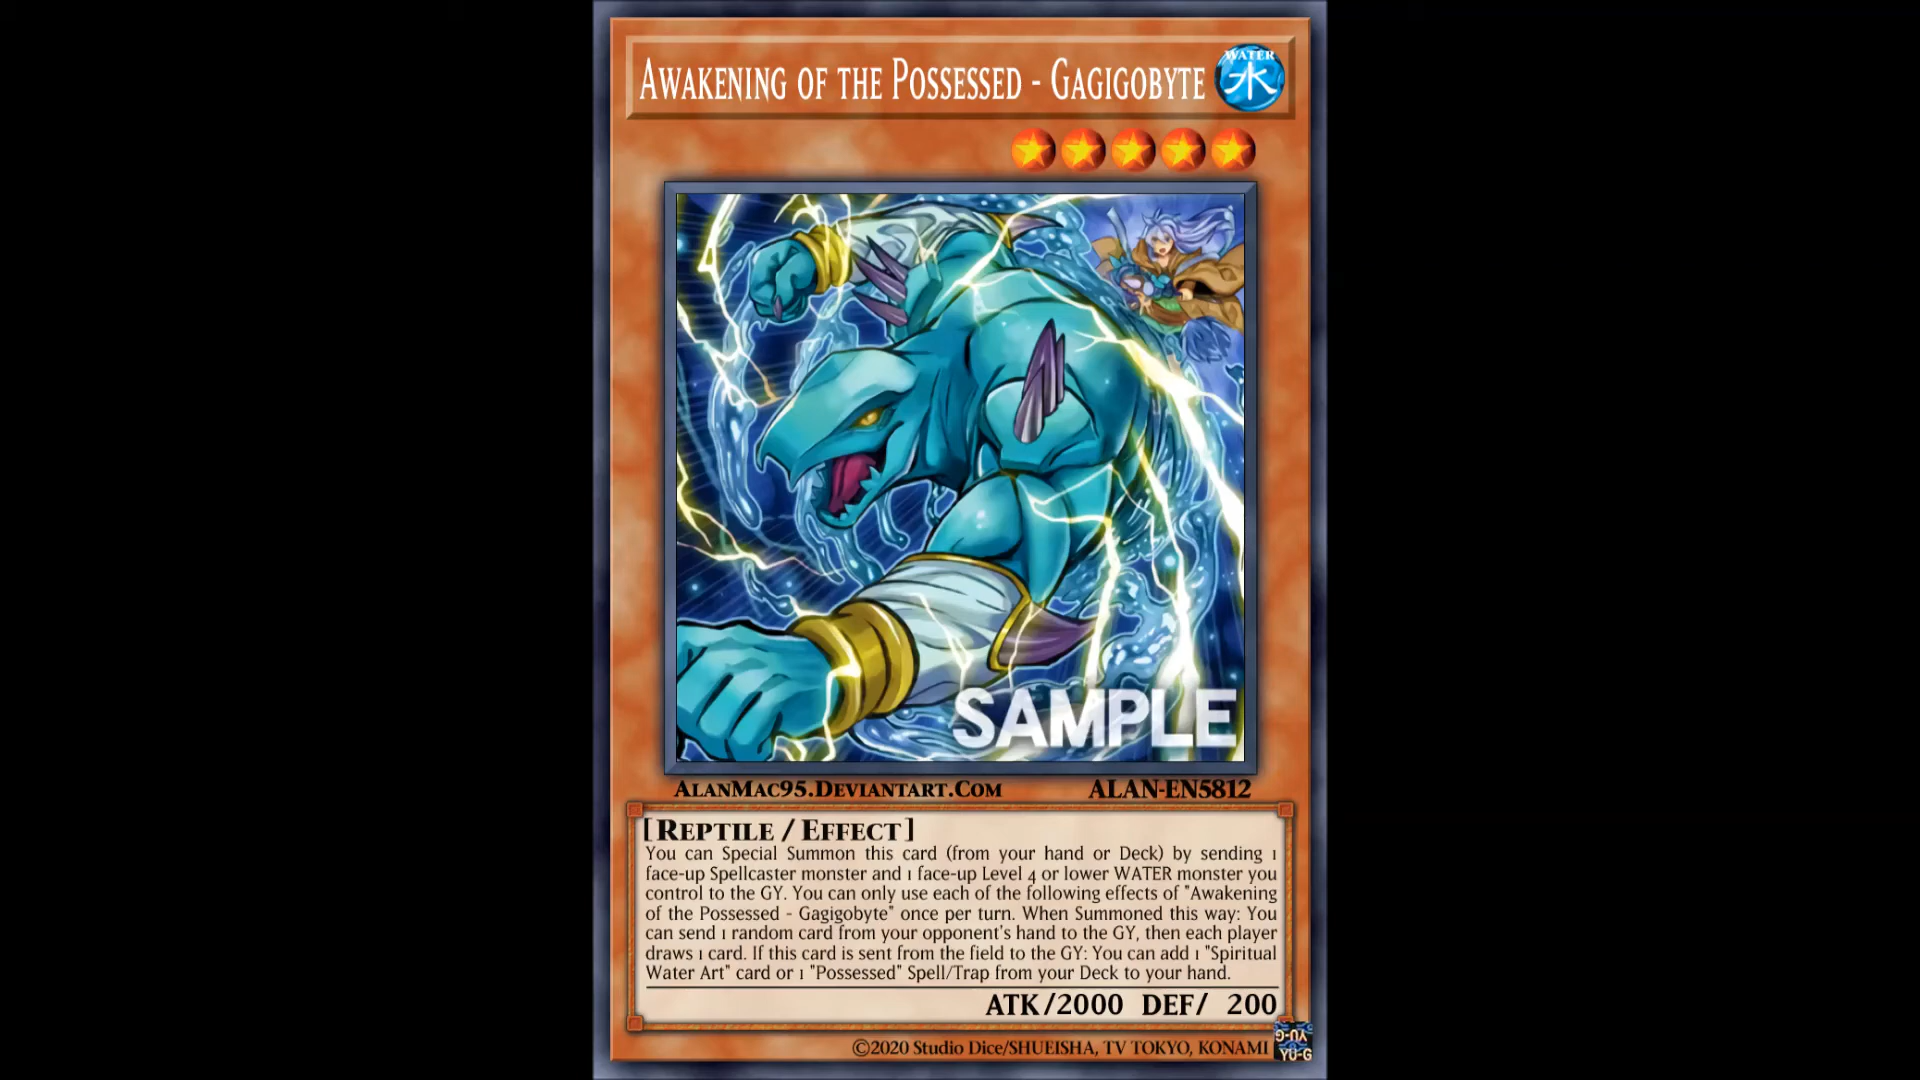 Awakening of the Possessed - Gagigobyte
WATER
水
SAMPLE
AlanMac95.Deviantart.Com
ALAN-EN5812
[Reptile / Effect]
You can Special Summon this card (from your hand or Deck) by sending 1
face-up Spellcaster monster and 1 face-up Level 4 or lower WATER monster you
control to the GY. You can only use each of the following effects of "Awakening
of the Possessed - Gagigobyte" once per turn. When Summoned this way: You
can send 1 random card from your opponent's hand to the GY, then each player
draws 1 card. If this card is sent from the field to the GY: You can add 1 "Spiritual
Water Art" card or 1 "Possessed" Spell/Trap from your Deck to your hand.
ATK/2000 DEF/ 200
©2020 Studio Dice/SHUEISHA, TV TOKYO, KONAMI